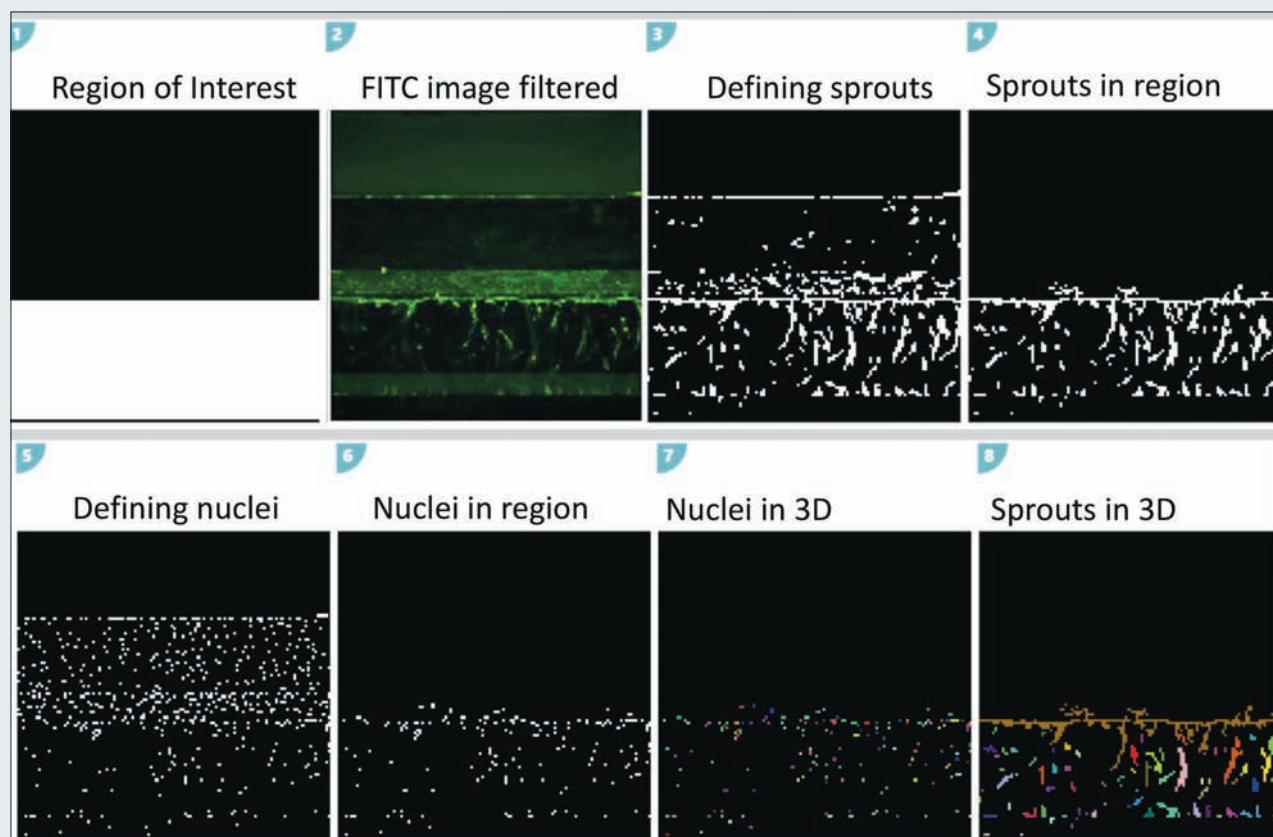 1
2
3
4
Region of Interest
FITC image filtered
Defining sprouts
Sprouts in region
5
6
7
8
Defining nuclei
Nuclei in region
Nuclei in 3D
Sprouts in 3D